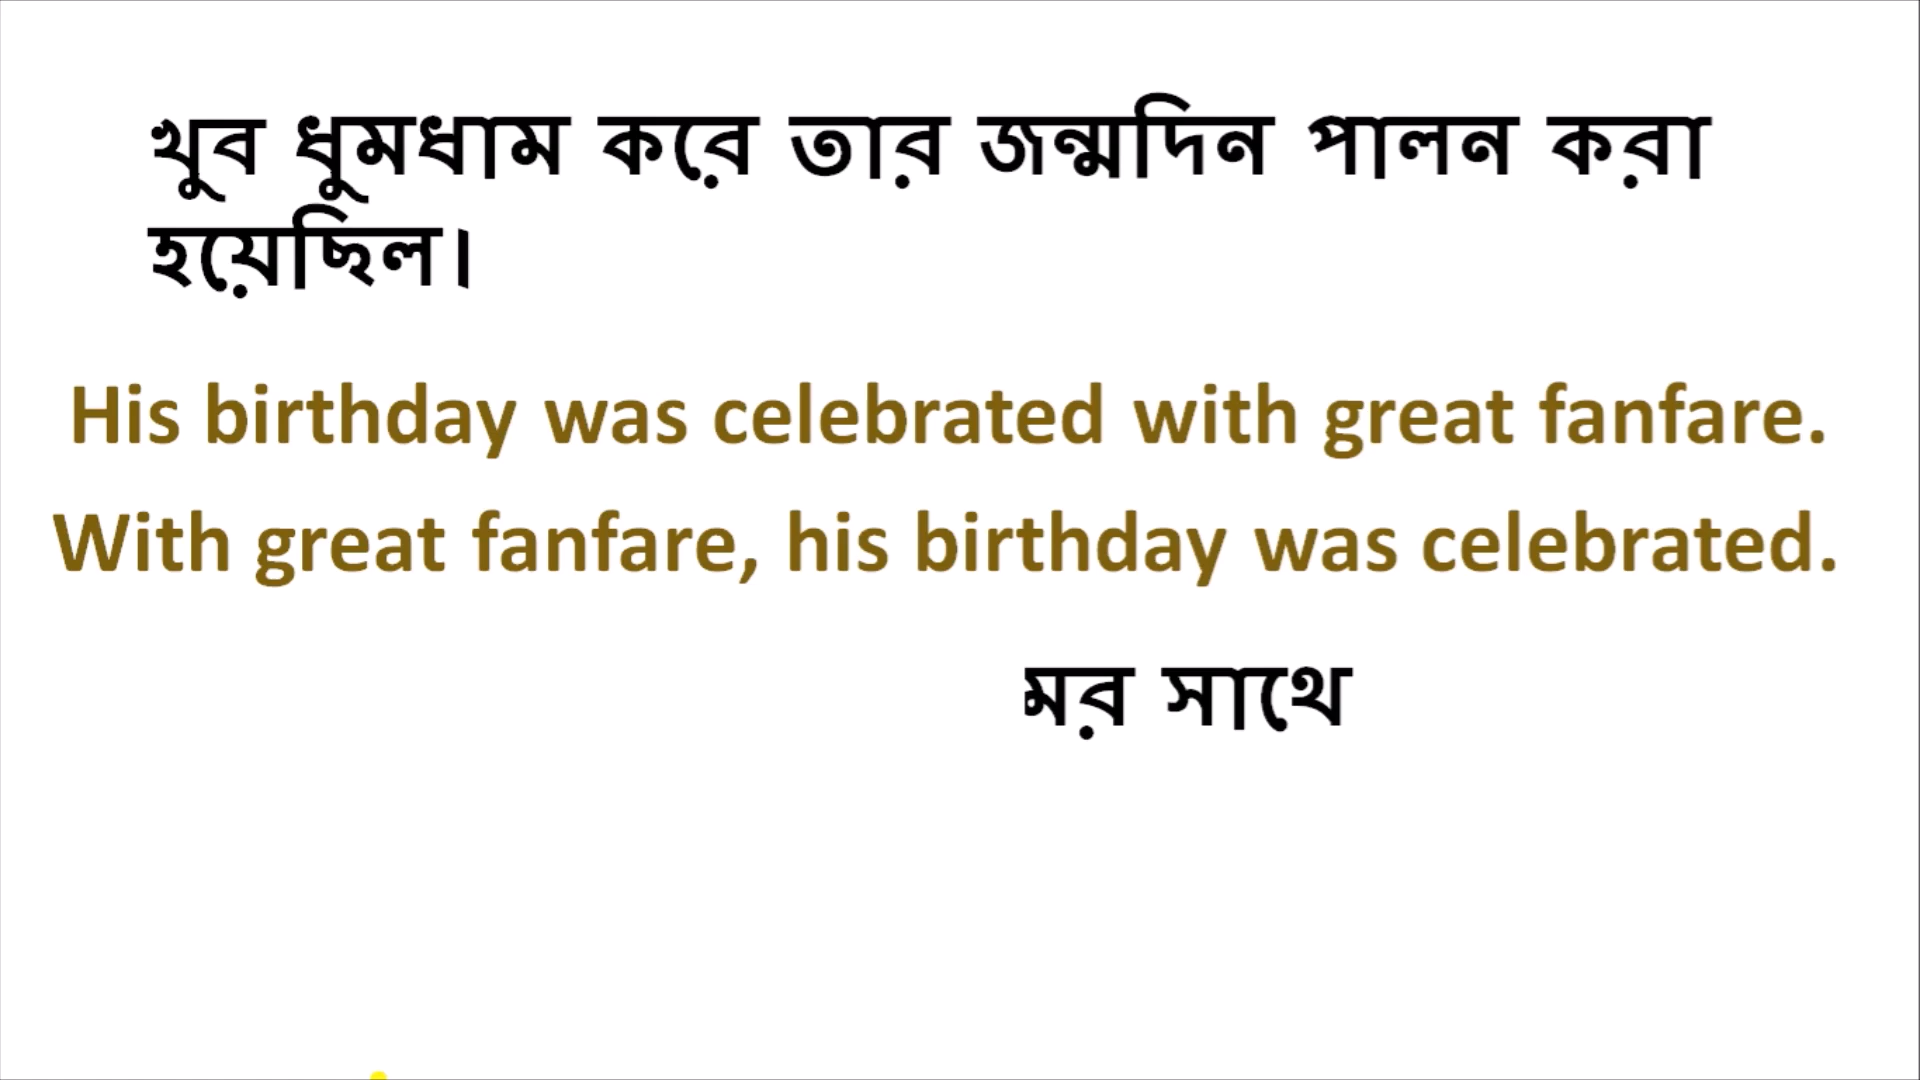 খুব ধুমধাম করে তার জন্মদিন পালন করা
হয়েছিল।
His birthday was celebrated with great fanfare.
With great fanfare, his birthday was celebrated.
সাথে